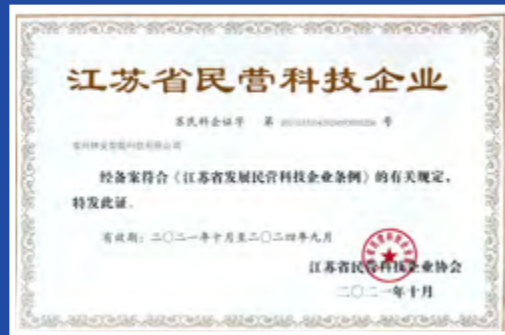 江苏省民营科技企业
苏民科企证字 第 号
有限公司
经备案符合《江苏省发展民营科技企业条例》的有关规定，
特发此证.
有效期：二〇二一年十月至二〇二四年九月
江苏省民营科技企业协会
二〇二一年十月